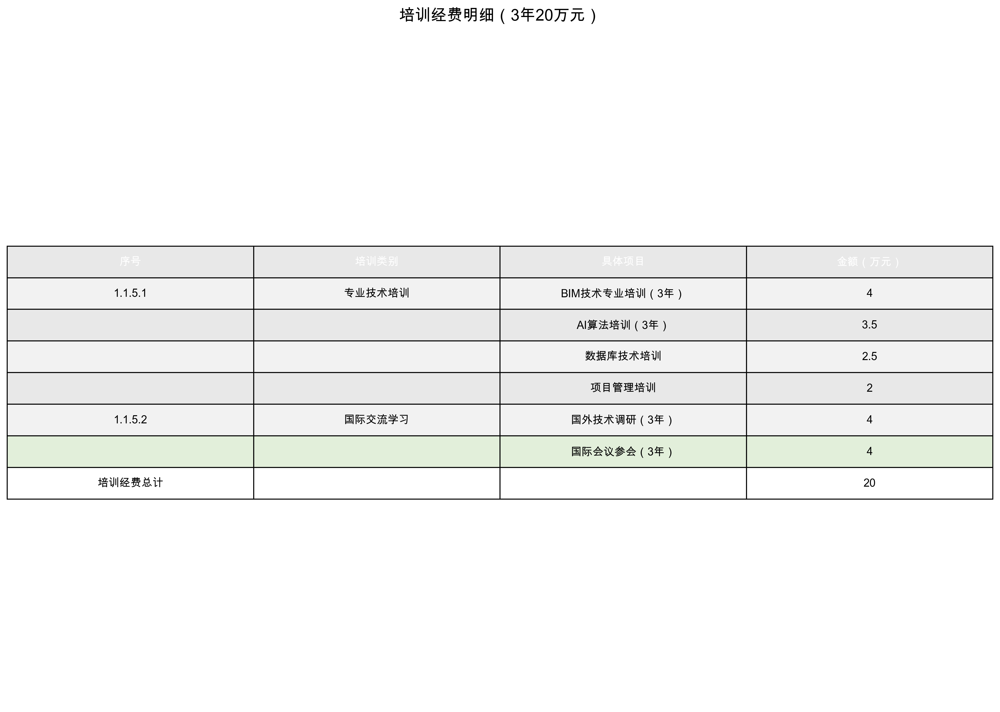 培训经费明细（3年20万元）
序号 培训类别 具体项目 金额（万元）
1.1.5.1 专业技术培训 BIM技术专业培训（3年） 4
AI算法培训（3年） 3.5
数据库技术培训 2.5
项目管理培训 2
1.1.5.2 国际交流学习 国外技术调研（3年） 4
国际会议参会（3年） 4
培训经费总计 20